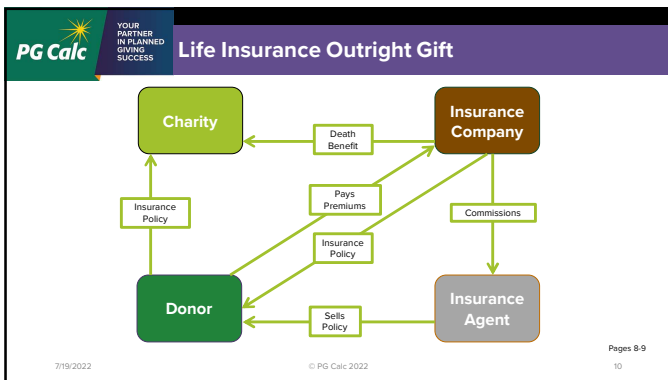 PG Calc
YOUR
PARTNER
IN PLANNED
GIVING
SUCCESS
Life Insurance Outright Gift
Charity
Insurance
Company
Death
Benefit
Insurance
Policy
Pays
Premiums
Commissions
Insurance
Policy
Donor
Insurance
Agent
Sells
Policy
Pages 8-9
7/19/2022
© PG Calc 2022
10